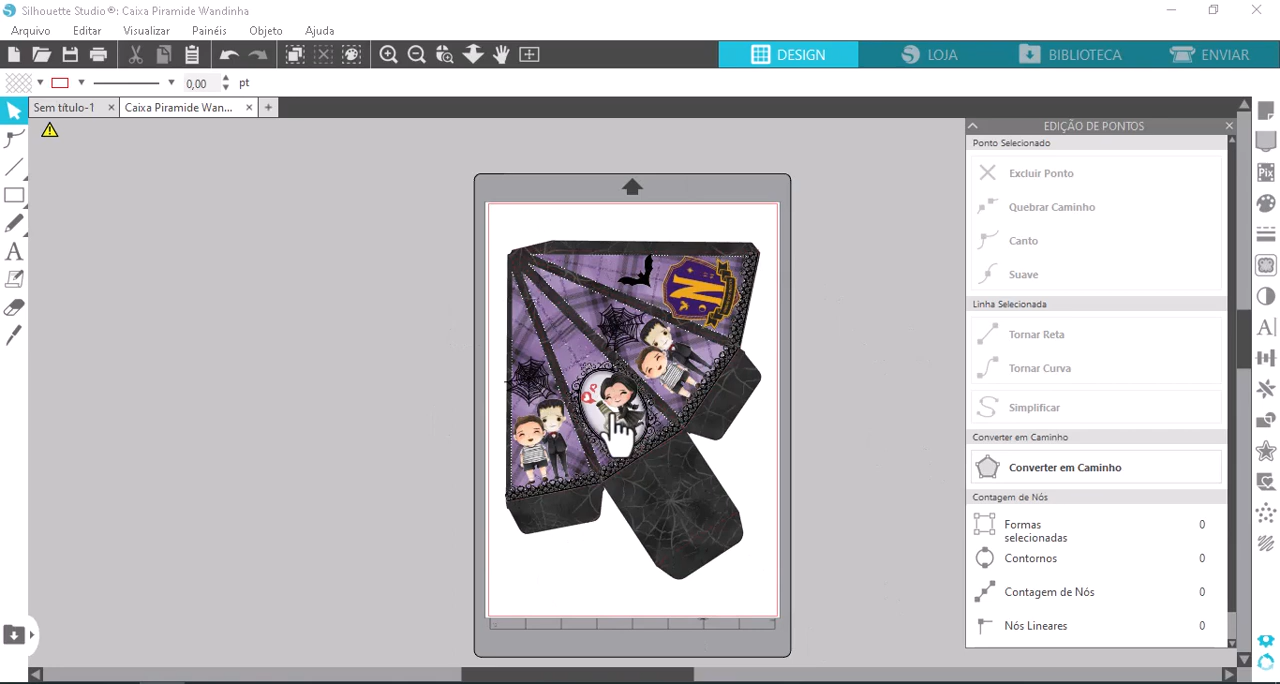 Silhouette Studio®: Caixa Piramide Wandinha
Arquivo Editar Visualizar Painéis Objeto Ajuda
DESIGN LOJA BIBLIOTECA ENVIAR
0,00 pt
Sem título-1 Caixa Piramide Wan...
EDIÇÃO DE PONTOS
Ponto Selecionado
Excluir Ponto
Quebrar Caminho
Canto
Suave
Linha Selecionada
Tornar Reta
Tornar Curva
Simplificar
Converter em Caminho
Converter em Caminho
Contagem de Nós
Formas selecionadas 0
Contornos 0
Contagem de Nós 0
Nós Lineares 0
Pix
N